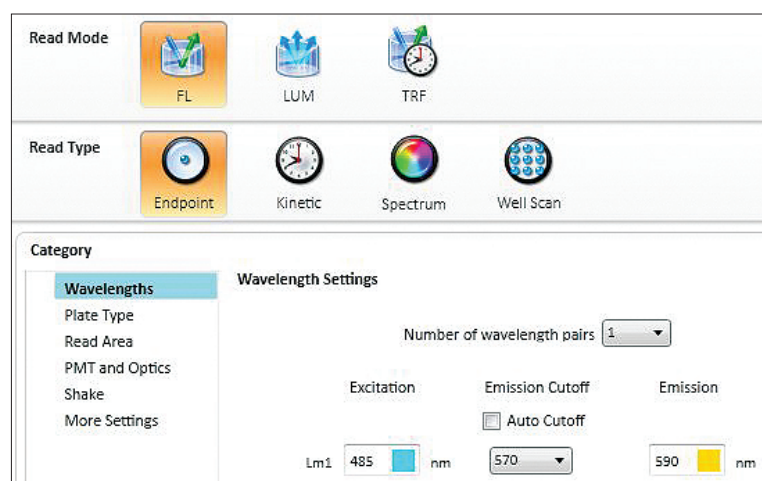 Read Mode
FL LUM TRF
Read Type
Endpoint Kinetic Spectrum Well Scan
Category
Wavelengths
Plate Type
Read Area
PMT and Optics
Shake
More Settings
Wavelength Settings
Number of wavelength pairs 1
Excitation Emission Cutoff Emission
Auto Cutoff
Lm1 485 nm 570 590 nm